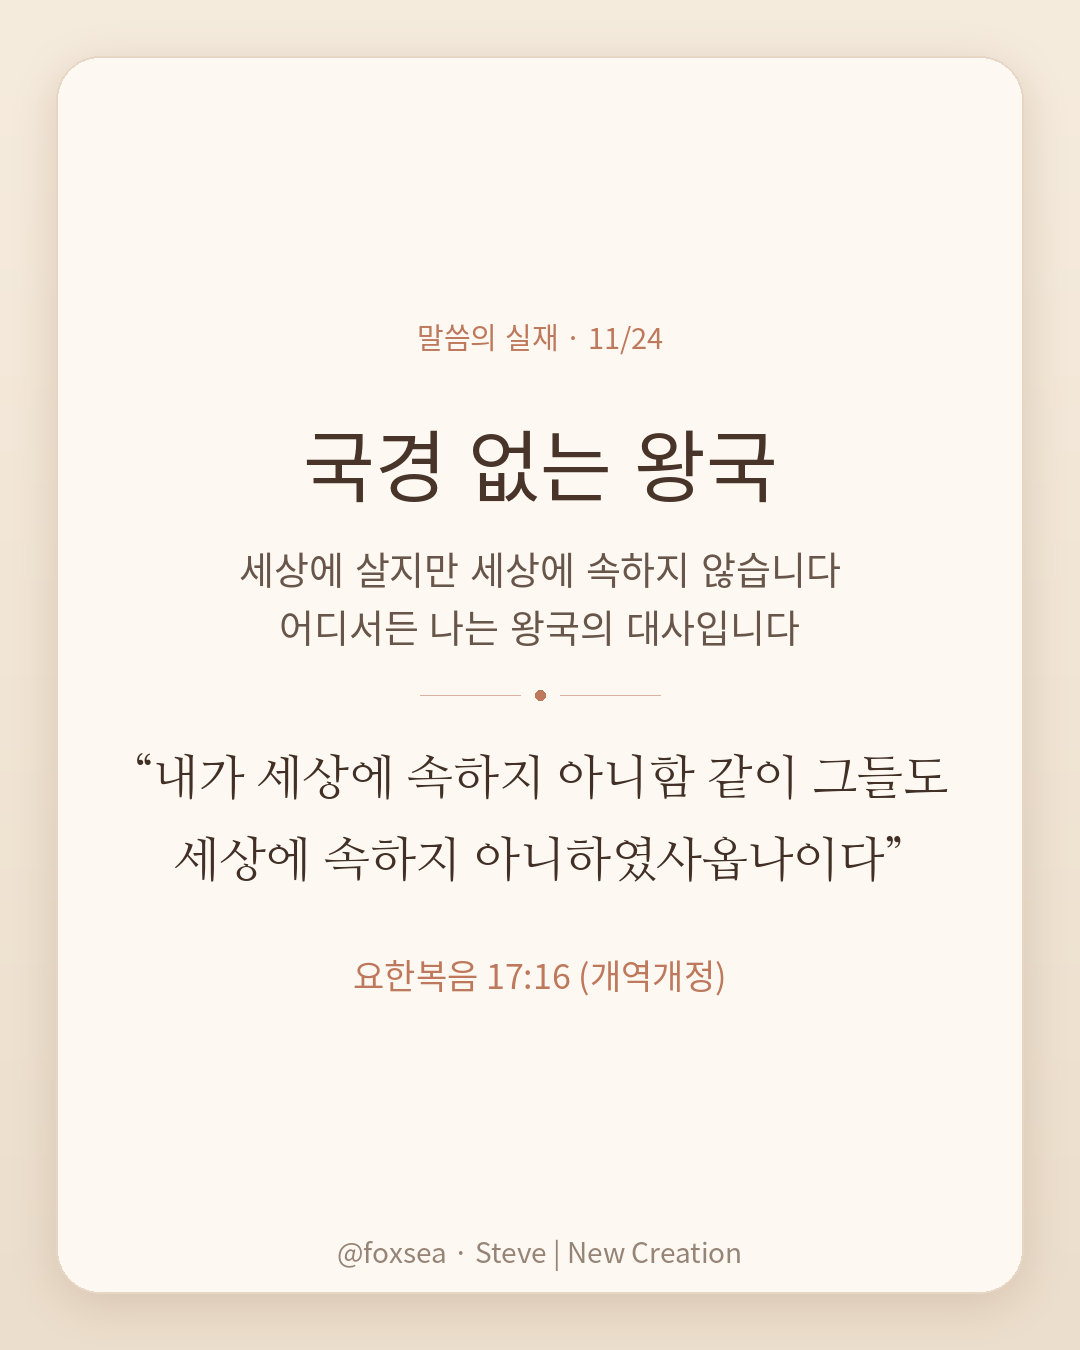 말씀의 실재 · 11/24
국경 없는 왕국
세상에 살지만 세상에 속하지 않습니다
어디서든 나는 왕국의 대사입니다
“내가 세상에 속하지 아니함 같이 그들도
세상에 속하지 아니하였사옵나이다”
요한복음 17:16 (개역개정)
@foxsea · Steve | New Creation